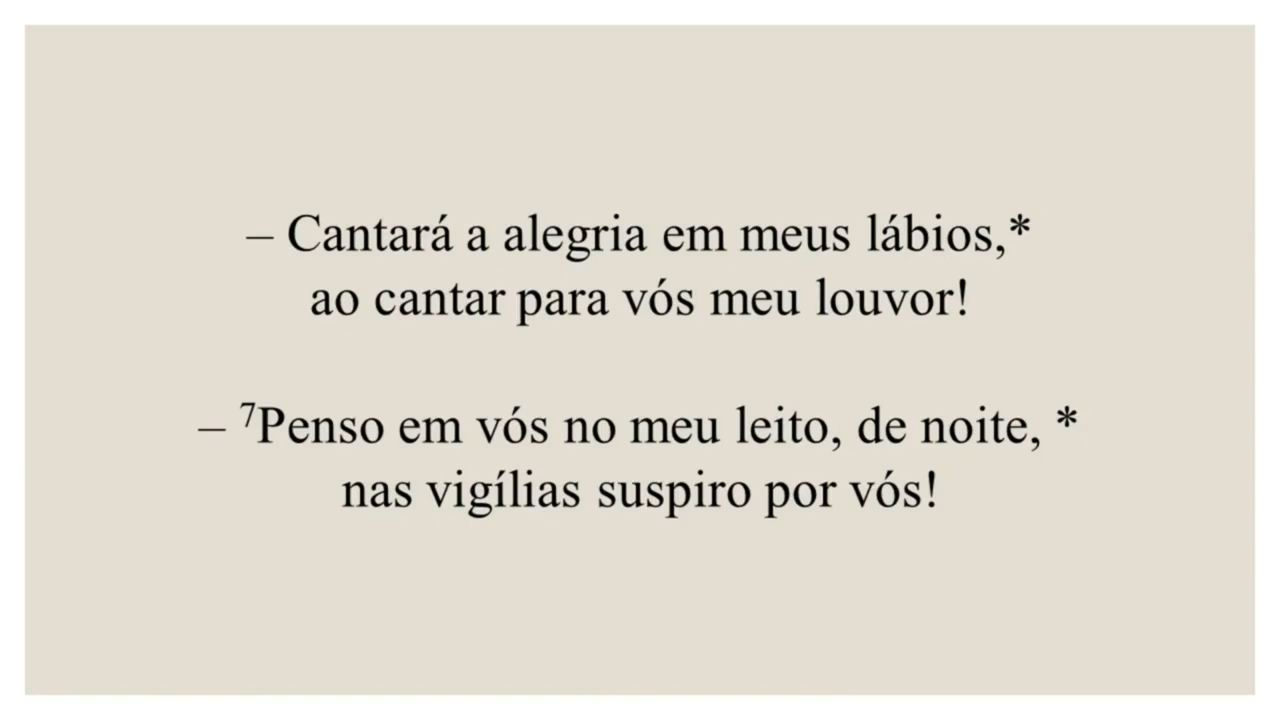 – Cantará a alegria em meus lábios,*
ao cantar para vós meu louvor!
– ⁷Penso em vós no meu leito, de noite, *
nas vigílias suspiro por vós!